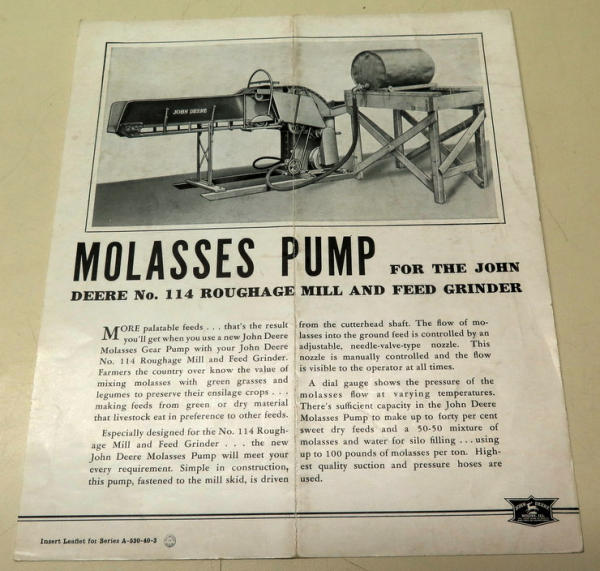 JOHN DEERE
MOLASSES PUMP FOR THE JOHN
DEERE No. 114 ROUGHAGE MILL AND FEED GRINDER
MORE palatable feeds . . . that's the result
you'll get when you use a new John Deere
Molasses Gear Pump with your John Deere
No. 114 Roughage Mill and Feed Grinder.
Farmers the country over know the value of
mixing molasses with green grasses and
legumes to preserve their ensilage crops . . .
making feeds from green or dry material
that livestock eat in preference to other feeds.
Especially designed for the No. 114 Rough-
age Mill and Feed Grinder . . . the new
John Deere Molasses Pump will meet your
every requirement. Simple in construction,
this pump, fastened to the mill skid, is driven
from the cutterhead shaft. The flow of mo-
lasses into the ground feed is controlled by an
adjustable, needle-valve-type nozzle. This
nozzle is manually controlled and the flow
is visible to the operator at all times.
A dial gauge shows the pressure of the
molasses flow at varying temperatures.
There's sufficient capacity in the John Deere
Molasses Pump to make up to forty per cent
sweet dry feeds and a 50-50 mixture of
molasses and water for silo filling . . . using
up to 100 pounds of molasses per ton. High-
est quality suction and pressure hoses are
used.
JOHN DEERE
MOLINE, ILL.
Insert Leaflet for Series A-530-40-3